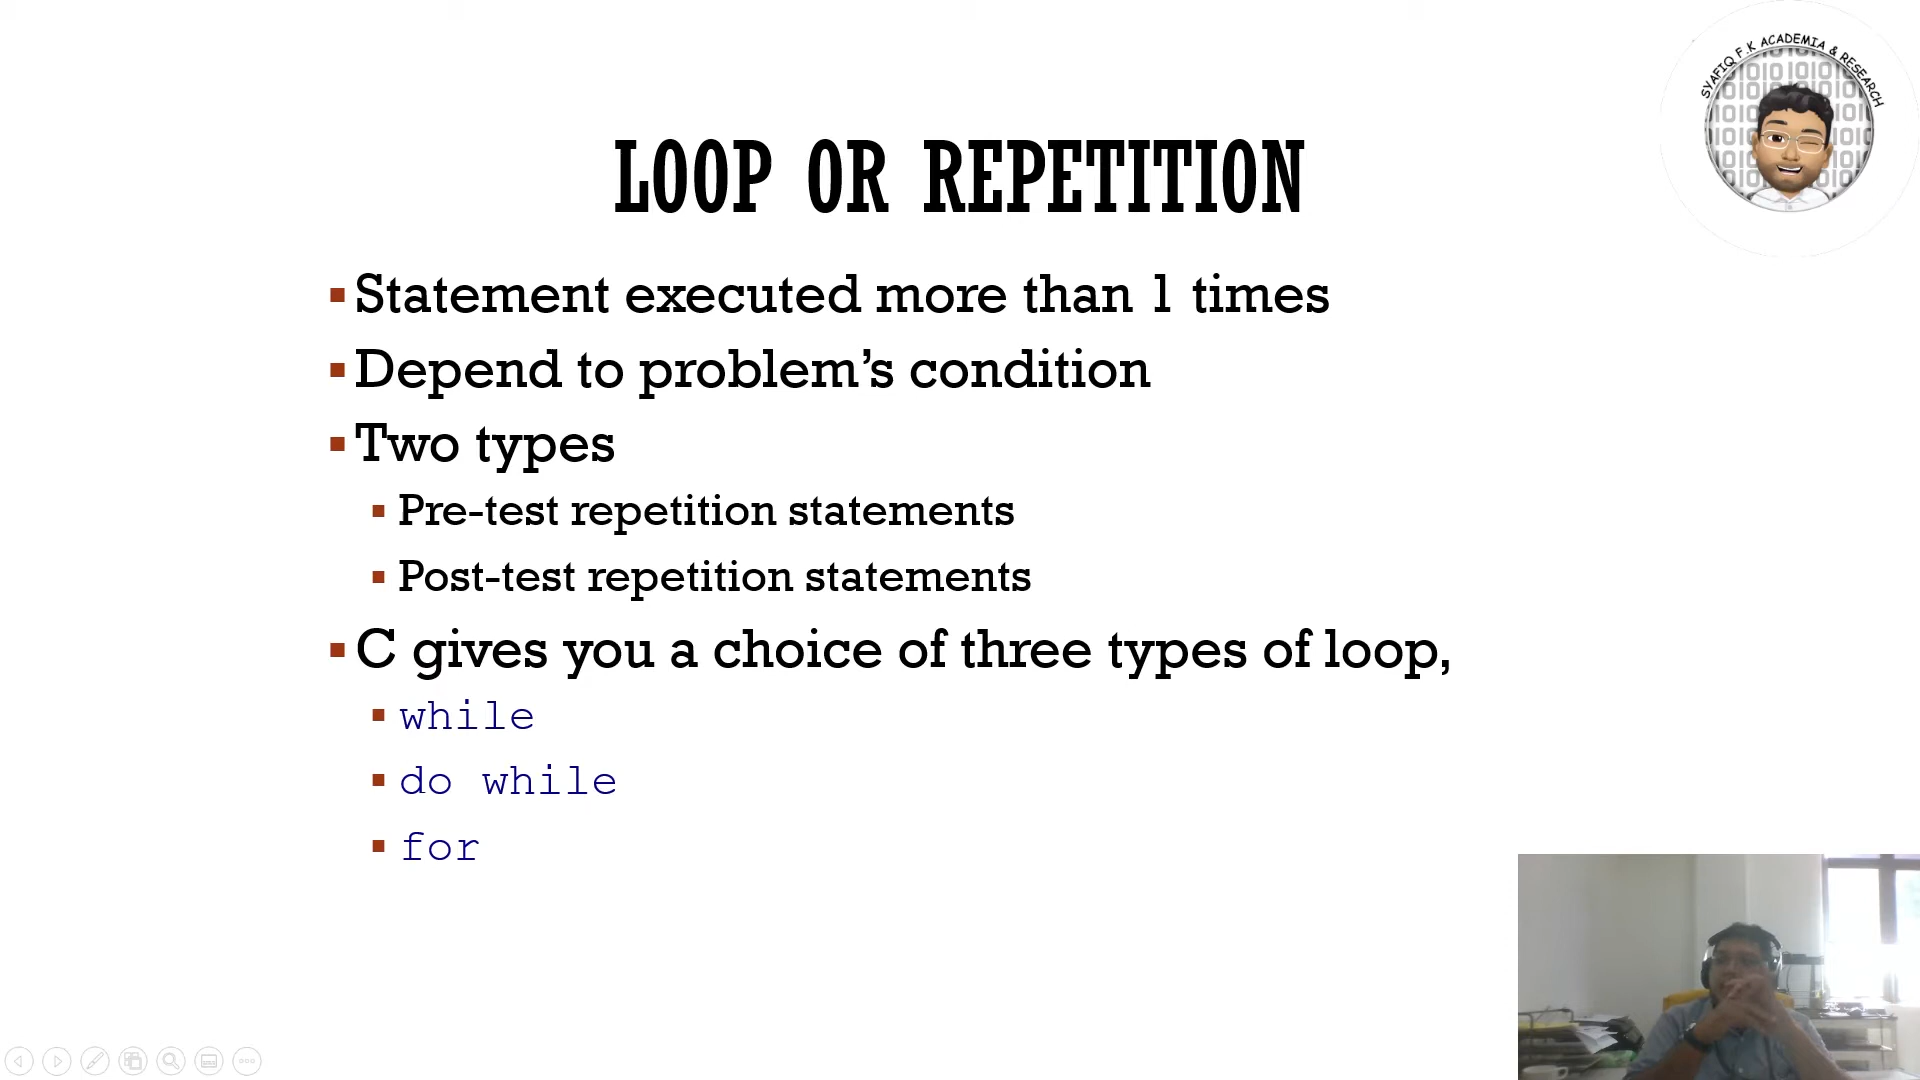 SYAFIQ F.K ACADEMIA & RESEARCH
LOOP OR REPETITION
Statement executed more than 1 times
Depend to problem’s condition
Two types
Pre-test repetition statements
Post-test repetition statements
C gives you a choice of three types of loop,
while
do while
for